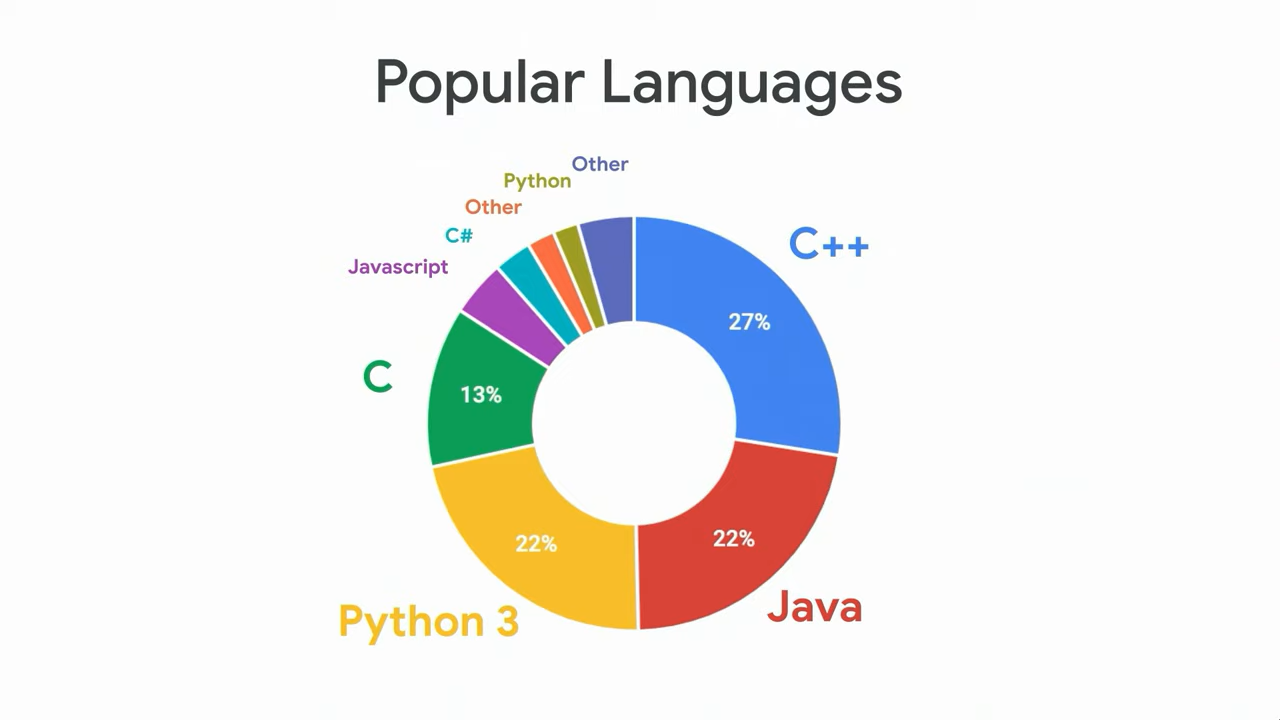 Popular Languages
Other
Python
Other
C#
Javascript
C++
27%
C
13%
22%
22%
Python 3
Java